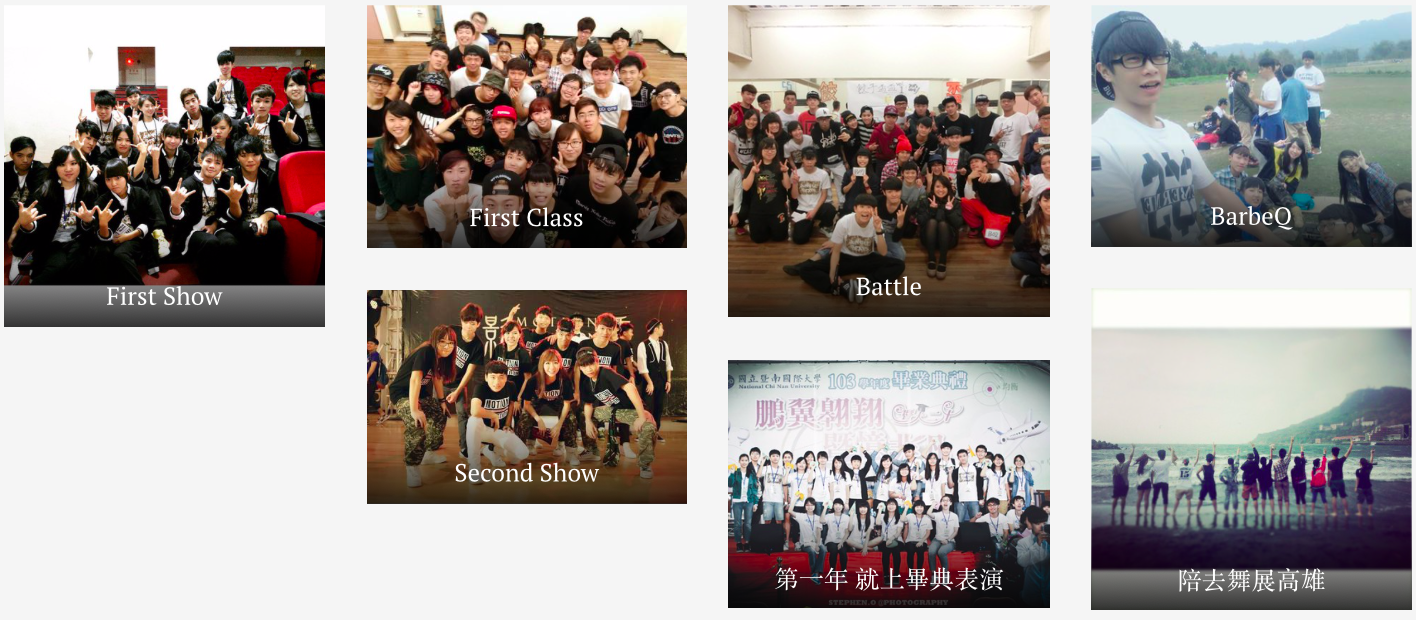 First Show
First Class
Second Show
MOTION
Battle
國立暨南國際大學
National Chi Nan University
103學年度畢業典禮
鵬翼翱翔
第一年 就上畢典表演
STEPHEN.G @PHOTOGRAPHY
BarbeQ
陪去舞展高雄